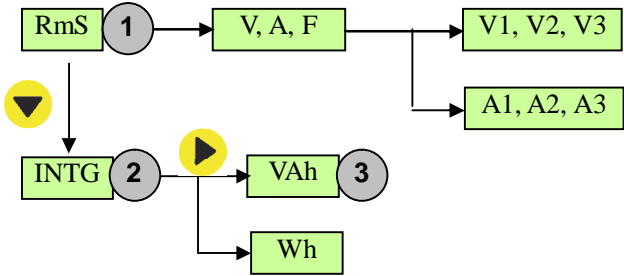 RmS 1 V, A, F V1, V2, V3
A1, A2, A3
INTG 2 VAh 3
Wh